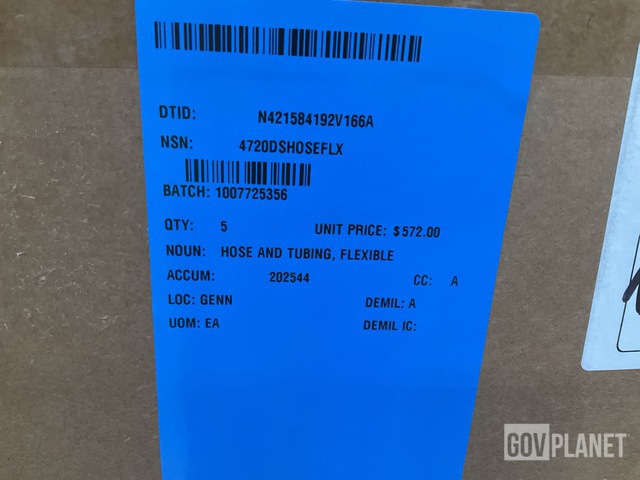 DTID: N421584192V166A
NSN: 4720DSHOSEFLX
BATCH: 1007725356
QTY: 5 UNIT PRICE: $572.00
NOUN: HOSE AND TUBING, FLEXIBLE
ACCUM: 202544 CC: A
LOC: GENN DEMIL: A
UOM: EA DEMIL IC:
GOVPLANET